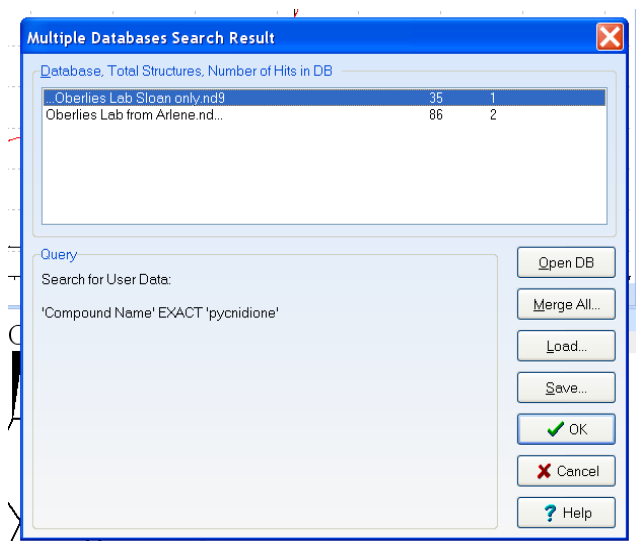 Multiple Databases Search Result
Database, Total Structures, Number of Hits in DB
...Oberlies Lab Sloan only.nd9 35 1
Oberlies Lab from Arlene.nd... 86 2
Query
Search for User Data:
'Compound Name' EXACT 'pycnidione'
Open DB
Merge All...
Load...
Save...
OK
Cancel
Help